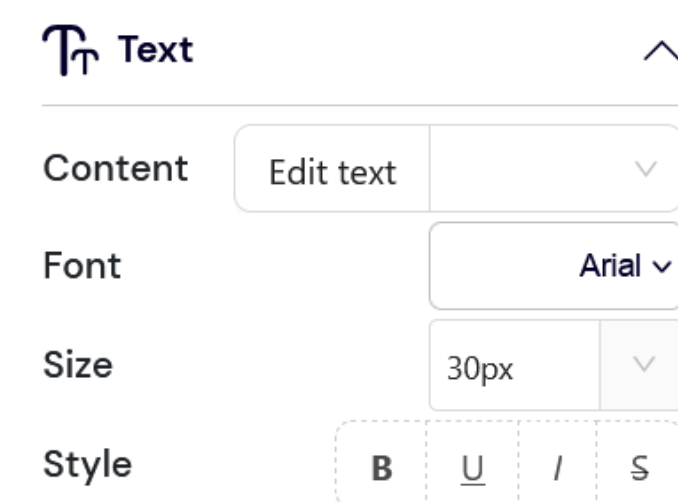 Text
Content Edit text
Font Arial
Size 30px
Style B U I S